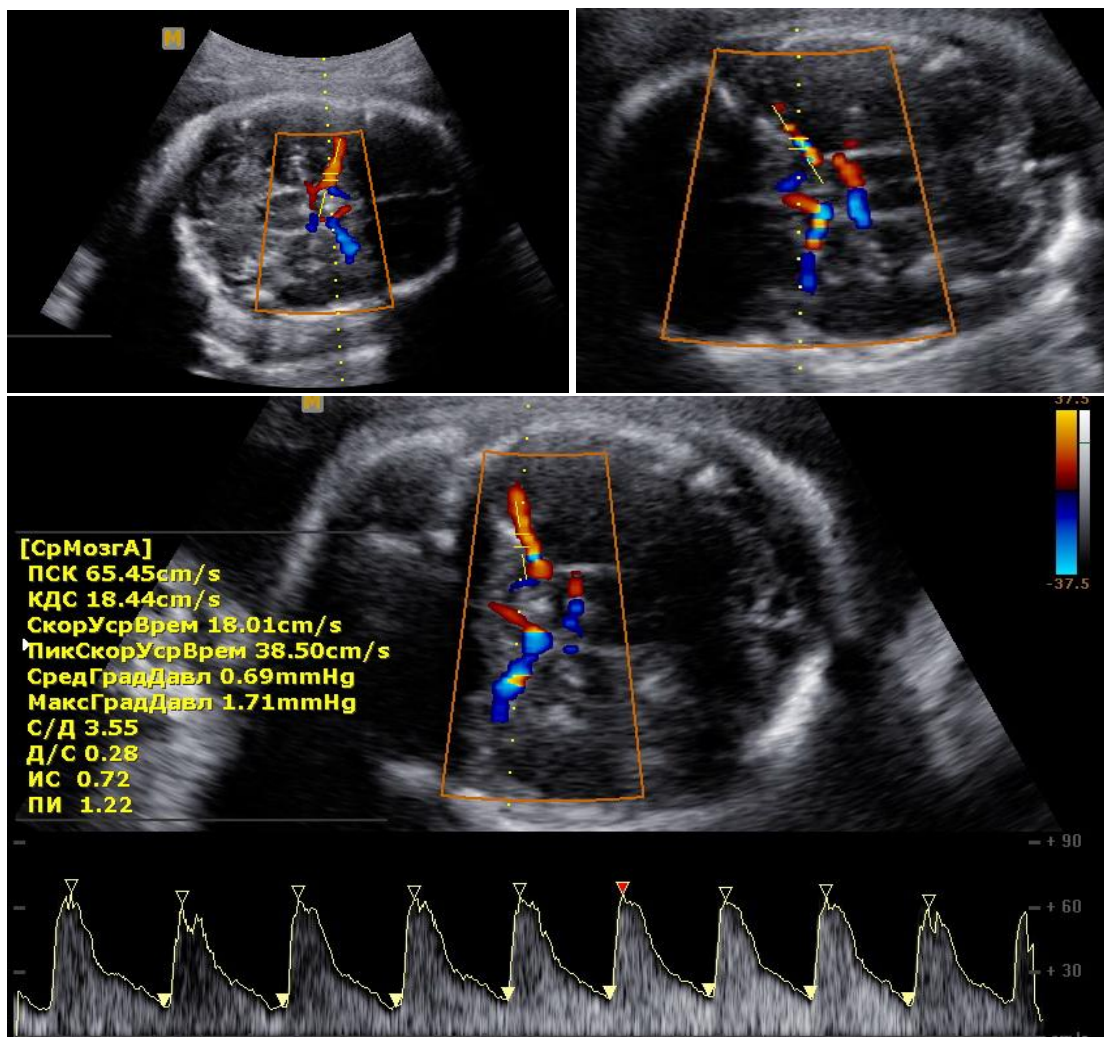 M
M
37.5
-37.5
[СрМозгА]
ПСК 65.45cm/s
КДС 18.44cm/s
СкорУсрВрем 18.01cm/s
ПикСкорУсрВрем 38.50cm/s
СредГрадДавл 0.69mmHg
МаксГрадДавл 1.71mmHg
С/Д 3.55
Д/С 0.28
ИС 0.72
ПИ 1.22
+ 90
+ 60
+ 30